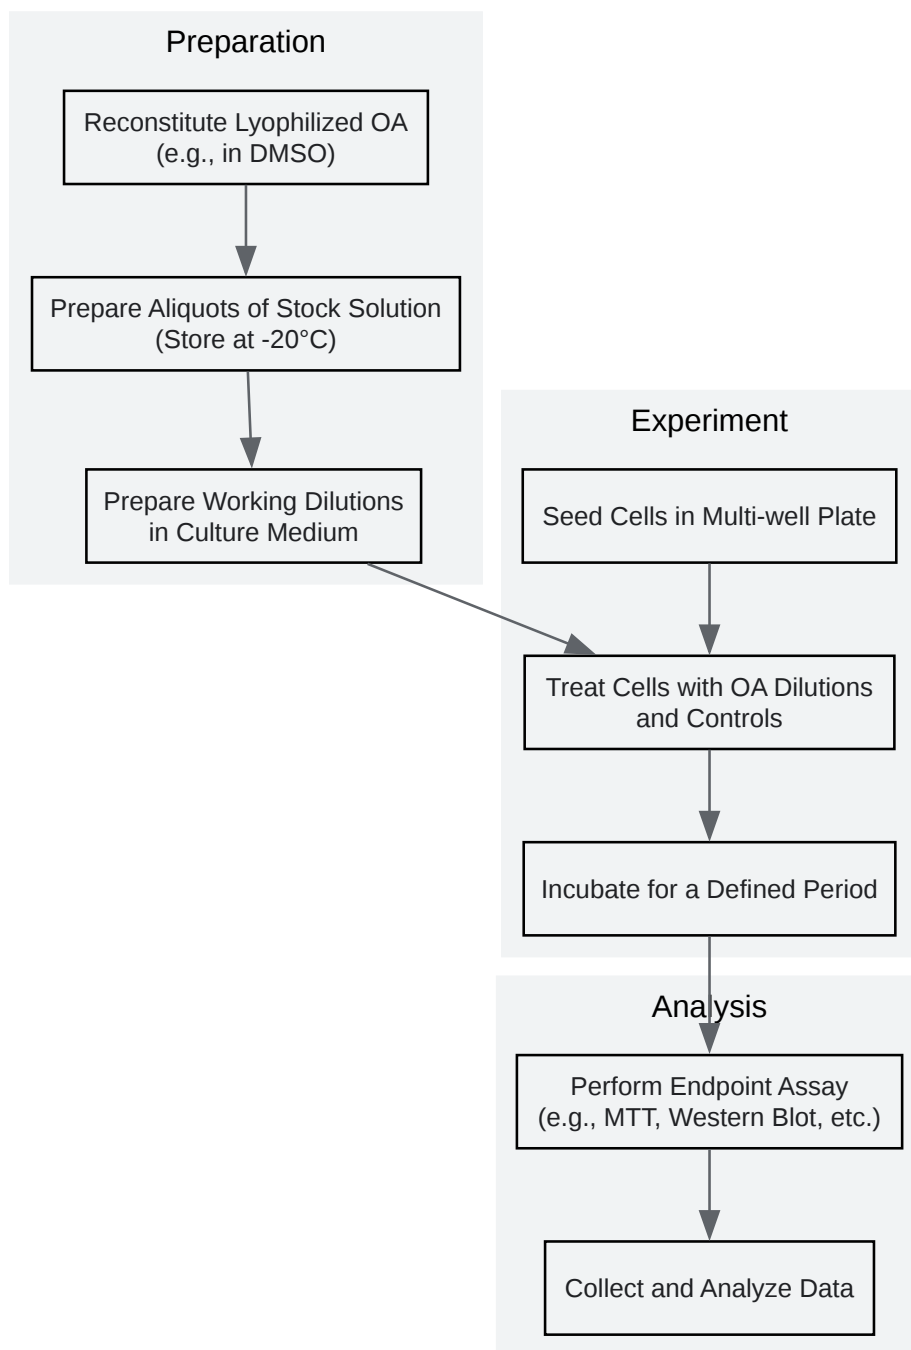 Preparation
Reconstitute Lyophilized OA
(e.g., in DMSO)
Prepare Aliquots of Stock Solution
(Store at -20°C)
Prepare Working Dilutions
in Culture Medium
Experiment
Seed Cells in Multi-well Plate
Treat Cells with OA Dilutions
and Controls
Incubate for a Defined Period
Analysis
Perform Endpoint Assay
(e.g., MTT, Western Blot, etc.)
Collect and Analyze Data